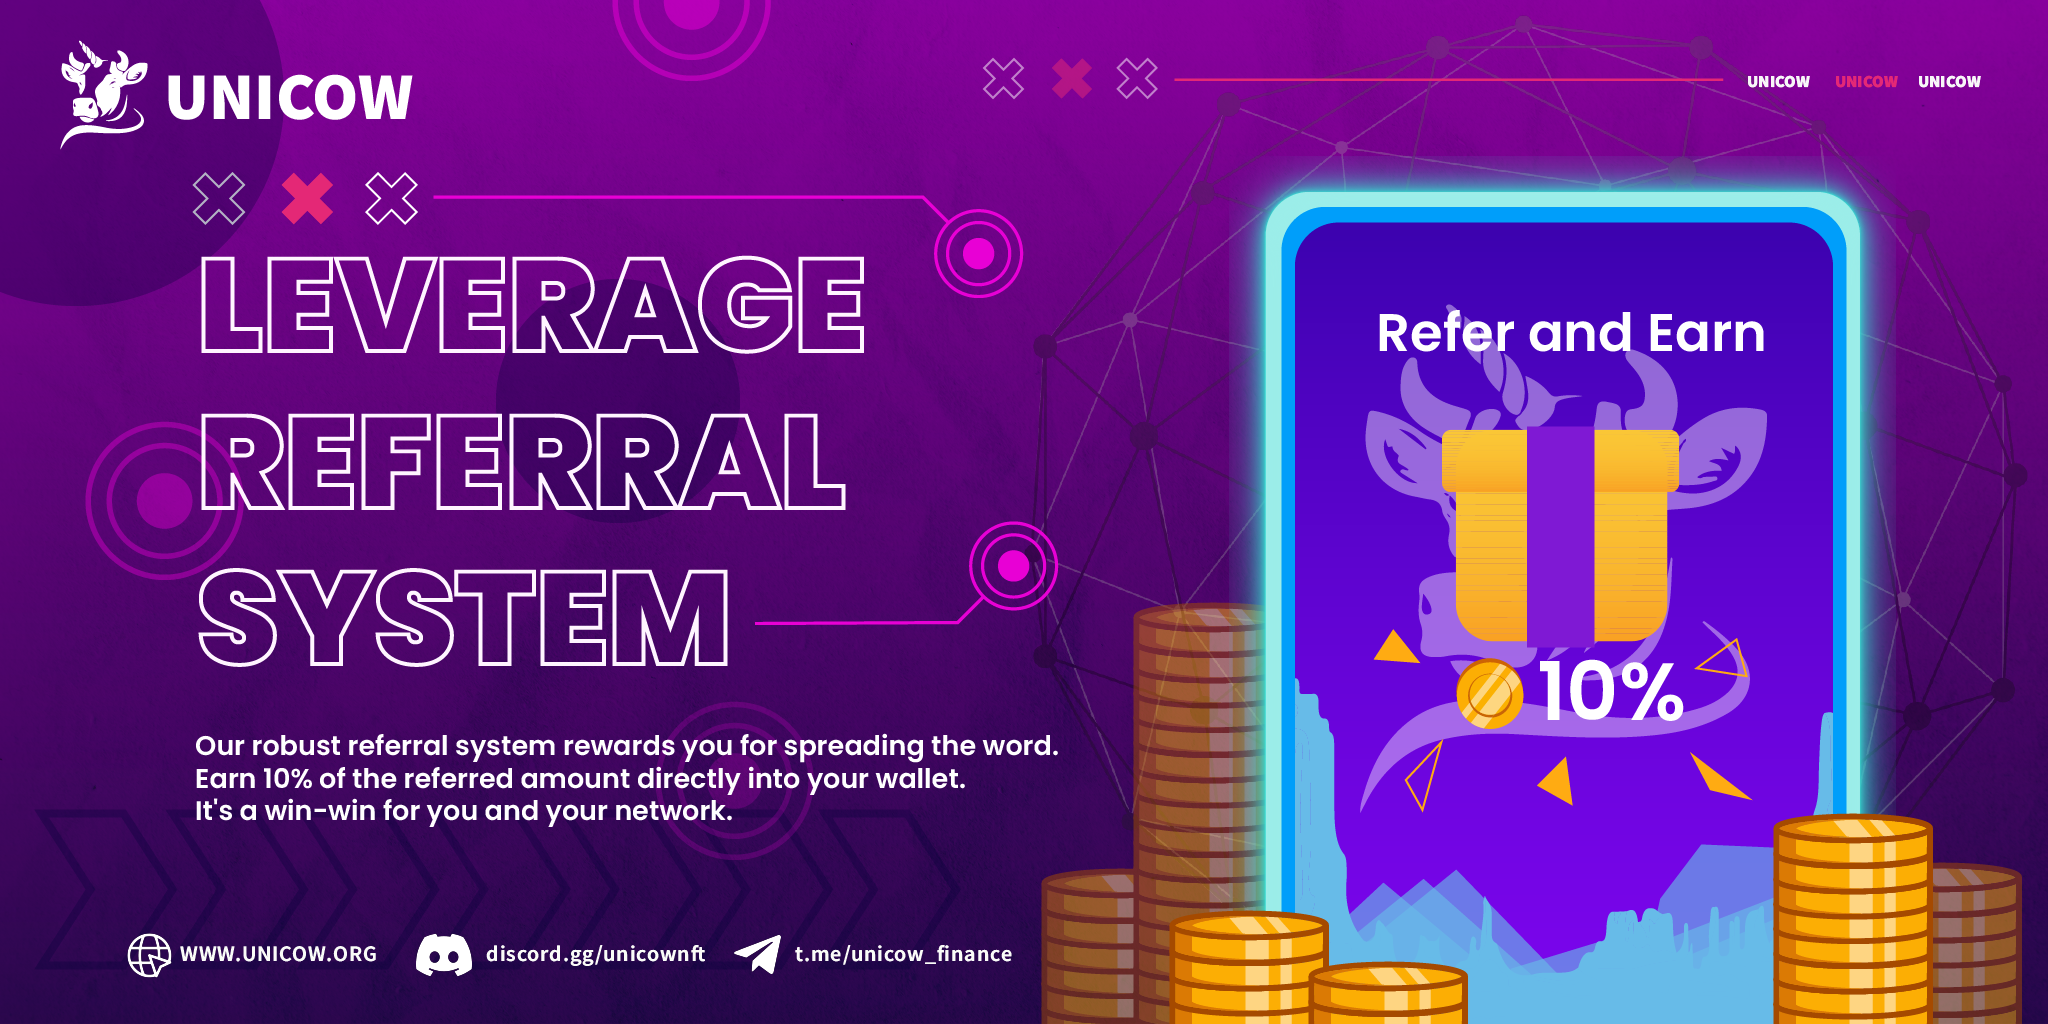 UNICOW
UNICOW UNICOW UNICOW
LEVERAGE
REFERRAL
SYSTEM
Our robust referral system rewards you for spreading the word.
Earn 10% of the referred amount directly into your wallet.
It's a win-win for you and your network.
WWW.UNICOW.ORG
discord.gg/unicownft
t.me/unicow_finance
Refer and Earn
10%